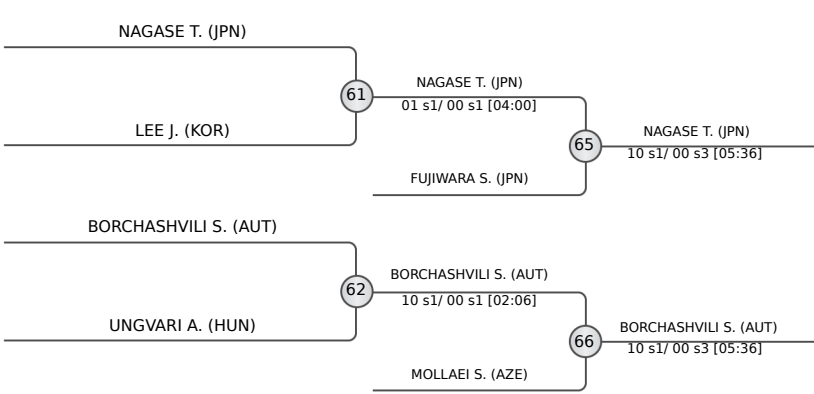 NAGASE T. (JPN)
61
NAGASE T. (JPN)
01 s1/ 00 s1 [04:00]
LEE J. (KOR)
65
NAGASE T. (JPN)
10 s1/ 00 s3 [05:36]
FUJIWARA S. (JPN)
BORCHASHVILI S. (AUT)
62
BORCHASHVILI S. (AUT)
10 s1/ 00 s1 [02:06]
UNGVARI A. (HUN)
66
BORCHASHVILI S. (AUT)
10 s1/ 00 s3 [05:36]
MOLLAEI S. (AZE)